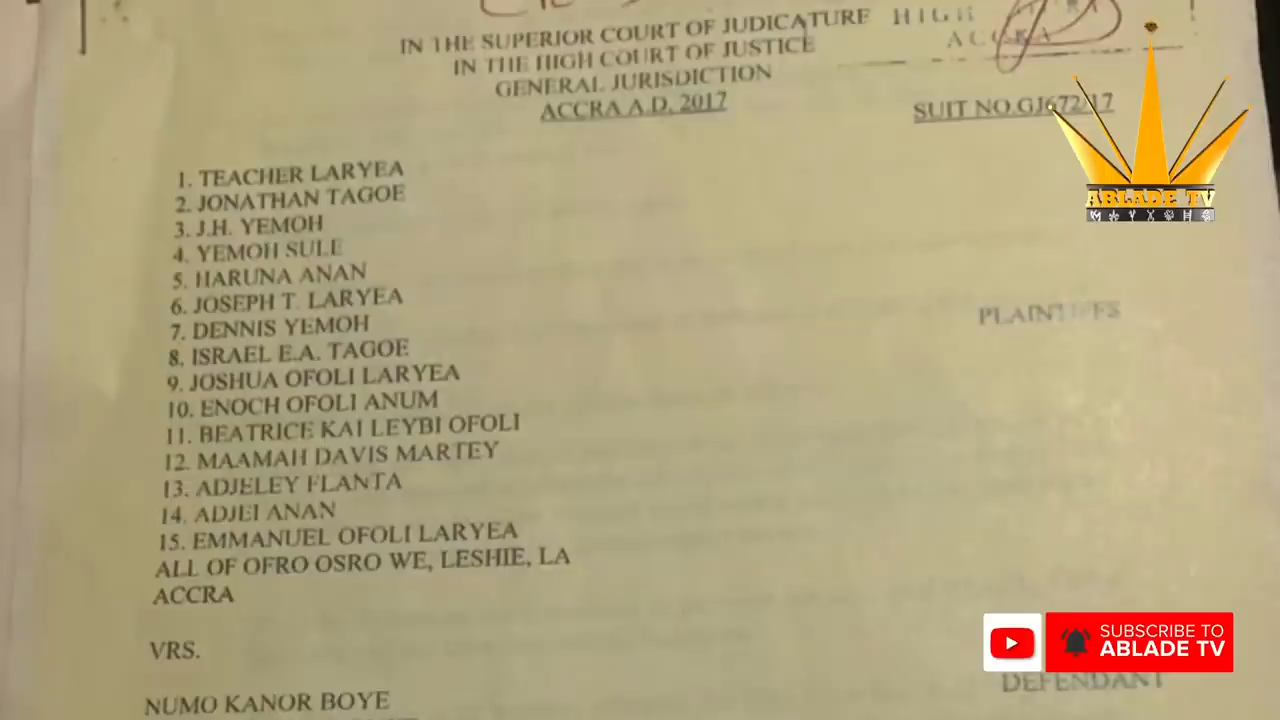 IN THE SUPERIOR COURT OF JUDICATURE
HIGH
IN THE HIGH COURT OF JUSTICE
ACCRA
GENERAL JURISDICTION
ACCRA A.D. 2017
SUIT NO.GJ672/17
ABLADE TV
1. TEACHER LARYEA
2. JONATHAN TAGOE
3. J.H. YEMOH
4. YEMOH SULE
5. HARUNA ANAN
6. JOSEPH T. LARYEA
7. DENNIS YEMOH
8. ISRAEL E.A. TAGOE
9. JOSHUA OFOLI LARYEA
10. ENOCH OFOLI ANUM
11. BEATRICE KAI LEYBI OFOLI
12. MAAMAH DAVIS MARTEY
13. ADJELEY FLANTA
14. ADJEI ANAN
15. EMMANUEL OFOLI LARYEA
ALL OF OFRO OSRO WE, LESHIE, LA
ACCRA
PLAINTIFFS
VRS.
NUMO KANOR BOYE
DEFENDANT
SUBSCRIBE TO
ABLADE TV